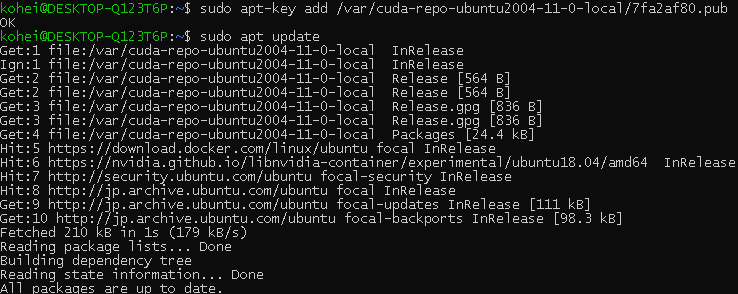 kohei@DESKTOP-Q123T6P:~$ sudo apt-key add /var/cuda-repo-ubuntu2004-11-0-local/7fa2af80.pub
OK
kohei@DESKTOP-Q123T6P:~$ sudo apt update
Get:1 file:/var/cuda-repo-ubuntu2004-11-0-local  InRelease
Ign:1 file:/var/cuda-repo-ubuntu2004-11-0-local  InRelease
Get:2 file:/var/cuda-repo-ubuntu2004-11-0-local  Release [564 B]
Get:2 file:/var/cuda-repo-ubuntu2004-11-0-local  Release [564 B]
Get:3 file:/var/cuda-repo-ubuntu2004-11-0-local  Release.gpg [836 B]
Get:3 file:/var/cuda-repo-ubuntu2004-11-0-local  Release.gpg [836 B]
Get:4 file:/var/cuda-repo-ubuntu2004-11-0-local  Packages [24.4 kB]
Hit:5 https://download.docker.com/linux/ubuntu focal InRelease
Hit:6 https://nvidia.github.io/libnvidia-container/experimental/ubuntu18.04/amd64  InRelease
Hit:7 http://security.ubuntu.com/ubuntu focal-security InRelease
Hit:8 http://jp.archive.ubuntu.com/ubuntu focal InRelease
Get:9 http://jp.archive.ubuntu.com/ubuntu focal-updates InRelease [111 kB]
Get:10 http://jp.archive.ubuntu.com/ubuntu focal-backports InRelease [98.3 kB]
Fetched 210 kB in 1s (179 kB/s)
Reading package lists... Done
Building dependency tree
Reading state information... Done
All packages are up to date.